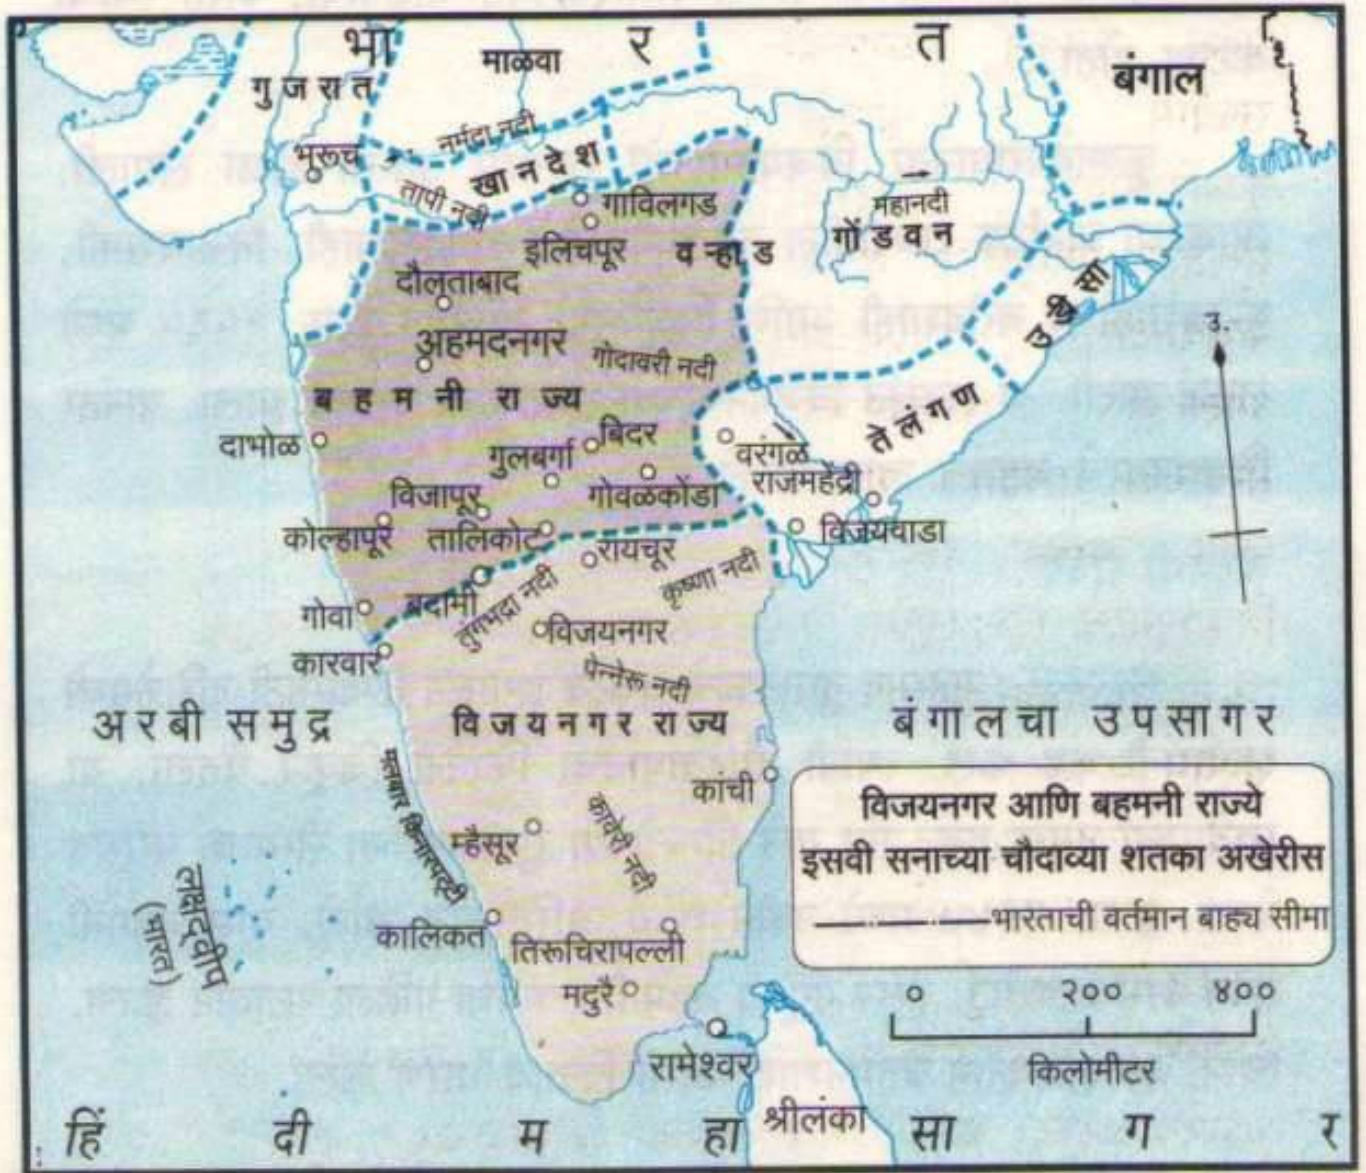 भा र त
माळवा
गुजरात
बंगाल
नर्मदा नदी
भरूच
खानदेश
तापी नदी
गाविलगड
महानदी
इलिचपूर
वऱ्हाड
गोंडवन
दौलताबाद
उडीसा
उ.
अहमदनगर
गोदावरी नदी
बहमनी राज्य
तेलंगण
दाभोळ
बिदर
गुलबर्गा
वरंगळ
विजापूर
गोवळकोंडा
राजमहेंद्री
कोल्हापूर
तालिकोट
विजयवाडा
रायचूर
कृष्णा नदी
गोवा
बदामी
तुंगभद्रा नदी
विजयनगर
कारवार
पेन्नेरू नदी
अरबी समुद्र
विजयनगर राज्य
बंगालचा उपसागर
मलबार किनारपट्टी
कांची
विजयनगर आणि बहमनी राज्ये
इसवी सनाच्या चौदाव्या शतका अखेरीस
भारताची वर्तमान बाह्य सीमा
म्हैसूर
कावेरी नदी
लक्षद्वीप
(भारत)
कालिकत
तिरूचिरापल्ली
मदुरै
० २०० ४००
किलोमीटर
रामेश्वर
श्रीलंका
हिं दी म हा सा ग र